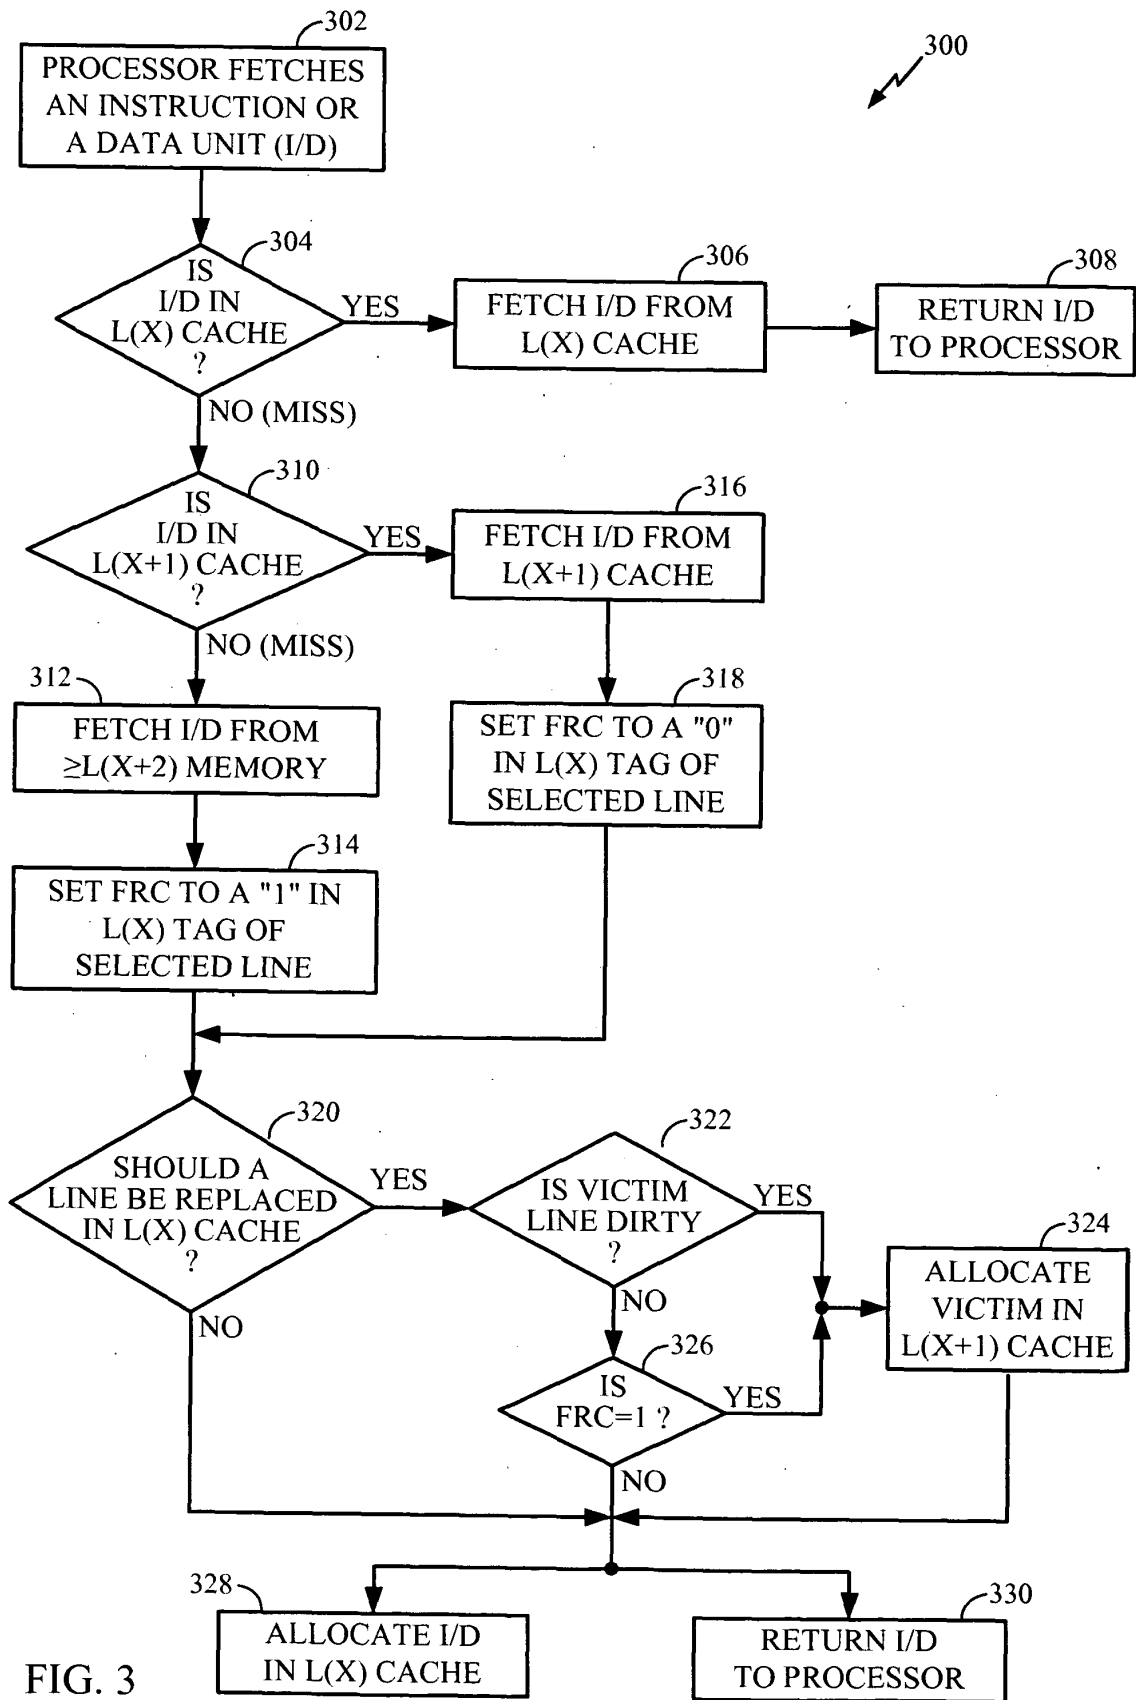 302
PROCESSOR FETCHES
AN INSTRUCTION OR
A DATA UNIT (I/D)
300
304
IS
I/D IN
L(X) CACHE
?
YES
NO (MISS)
306
FETCH I/D FROM
L(X) CACHE
308
RETURN I/D
TO PROCESSOR
310
IS
I/D IN
L(X+1) CACHE
?
YES
NO (MISS)
316
FETCH I/D FROM
L(X+1) CACHE
312
FETCH I/D FROM
≥L(X+2) MEMORY
318
SET FRC TO A "0"
IN L(X) TAG OF
SELECTED LINE
314
SET FRC TO A "1" IN
L(X) TAG OF
SELECTED LINE
320
SHOULD A
LINE BE REPLACED
IN L(X) CACHE
?
YES
NO
322
IS VICTIM
LINE DIRTY
?
YES
NO
324
ALLOCATE
VICTIM IN
L(X+1) CACHE
326
IS
FRC=1 ?
YES
NO
328
ALLOCATE I/D
IN L(X) CACHE
330
RETURN I/D
TO PROCESSOR
FIG. 3